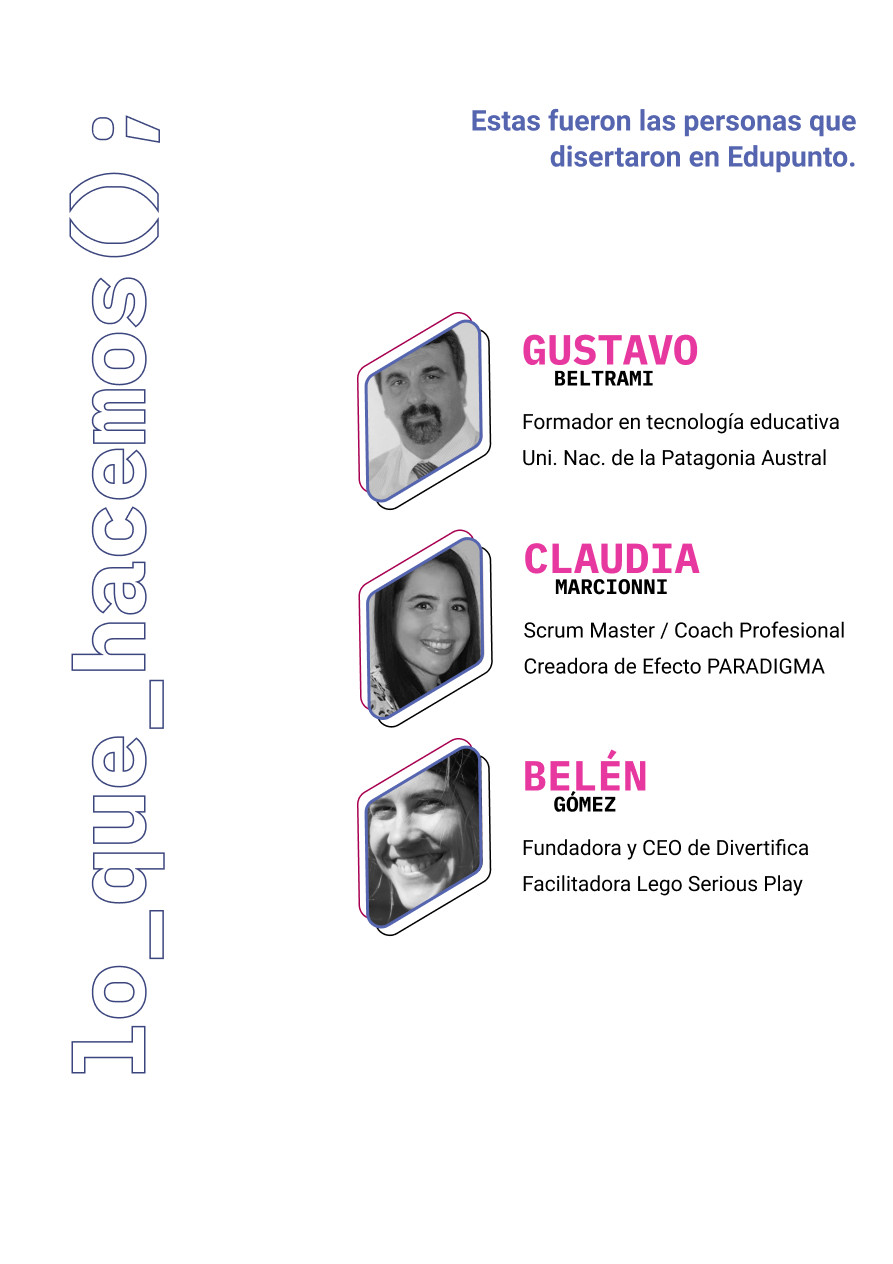 lo_que_hacemos();
Estas fueron las personas que
disertaron en Edupunto.
GUSTAVO
BELTRAMI
Formador en tecnología educativa
Uni. Nac. de la Patagonia Austral
CLAUDIA
MARCIONNI
Scrum Master / Coach Profesional
Creadora de Efecto PARADIGMA
BELÉN
GÓMEZ
Fundadora y CEO de Divertifica
Facilitadora Lego Serious Play